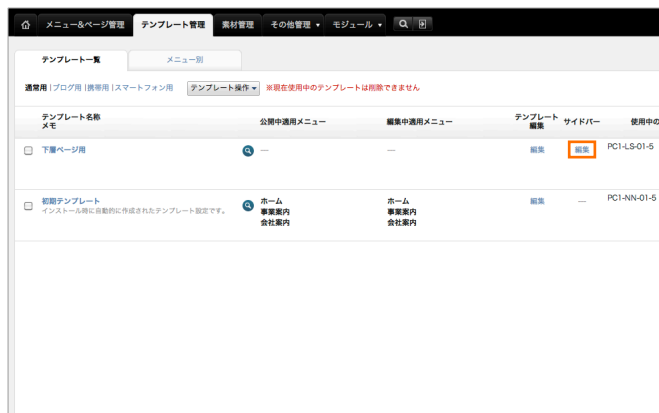 メニュー&ページ管理 テンプレート管理 素材管理 その他管理 ▼ モジュール ▼
テンプレート一覧 メニュー別
通常用 | ブログ用 | 携帯用 | スマートフォン用 テンプレート操作 ▼ ※現在使用中のテンプレートは削除できません
テンプレート名称 公開中適用メニュー 編集中適用メニュー テンプレート サイドバー 使用中の
メモ 編集
下層ページ用 — — 編集 編集 PC1-LS-01-5
初期テンプレート ホーム ホーム 編集 — PC1-NN-01-5
インストール時に自動的に作成されたテンプレート設定です。 事業案内 事業案内
会社案内 会社案内